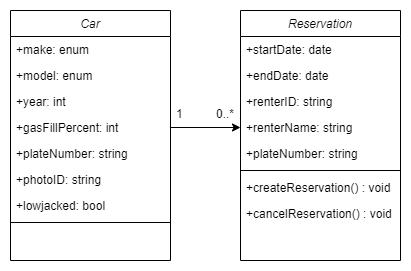 Car
+make: enum
+model: enum
+year: int
+gasFillPercent: int
+plateNumber: string
+photoID: string
+lowjacked: bool
1
0..*
Reservation
+startDate: date
+endDate: date
+renterID: string
+renterName: string
+plateNumber: string
+createReservation() : void
+cancelReservation() : void